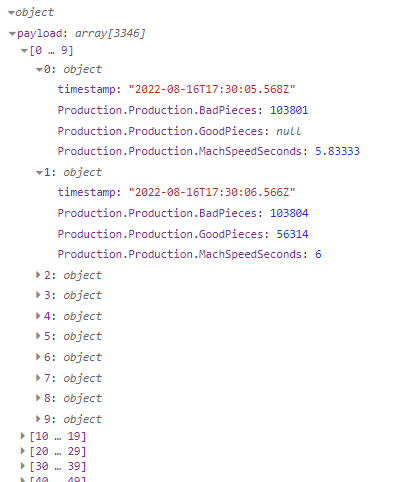 object
payload: array[3346]
[0 … 9]
0: object
timestamp: "2022-08-16T17:30:05.568Z"
Production.Production.BadPieces: 103801
Production.Production.GoodPieces: null
Production.Production.MachSpeedSeconds: 5.83333
1: object
timestamp: "2022-08-16T17:30:06.566Z"
Production.Production.BadPieces: 103804
Production.Production.GoodPieces: 56314
Production.Production.MachSpeedSeconds: 6
2: object
3: object
4: object
5: object
6: object
7: object
8: object
9: object
[10 … 19]
[20 … 29]
[30 … 39]
[40 … 49]